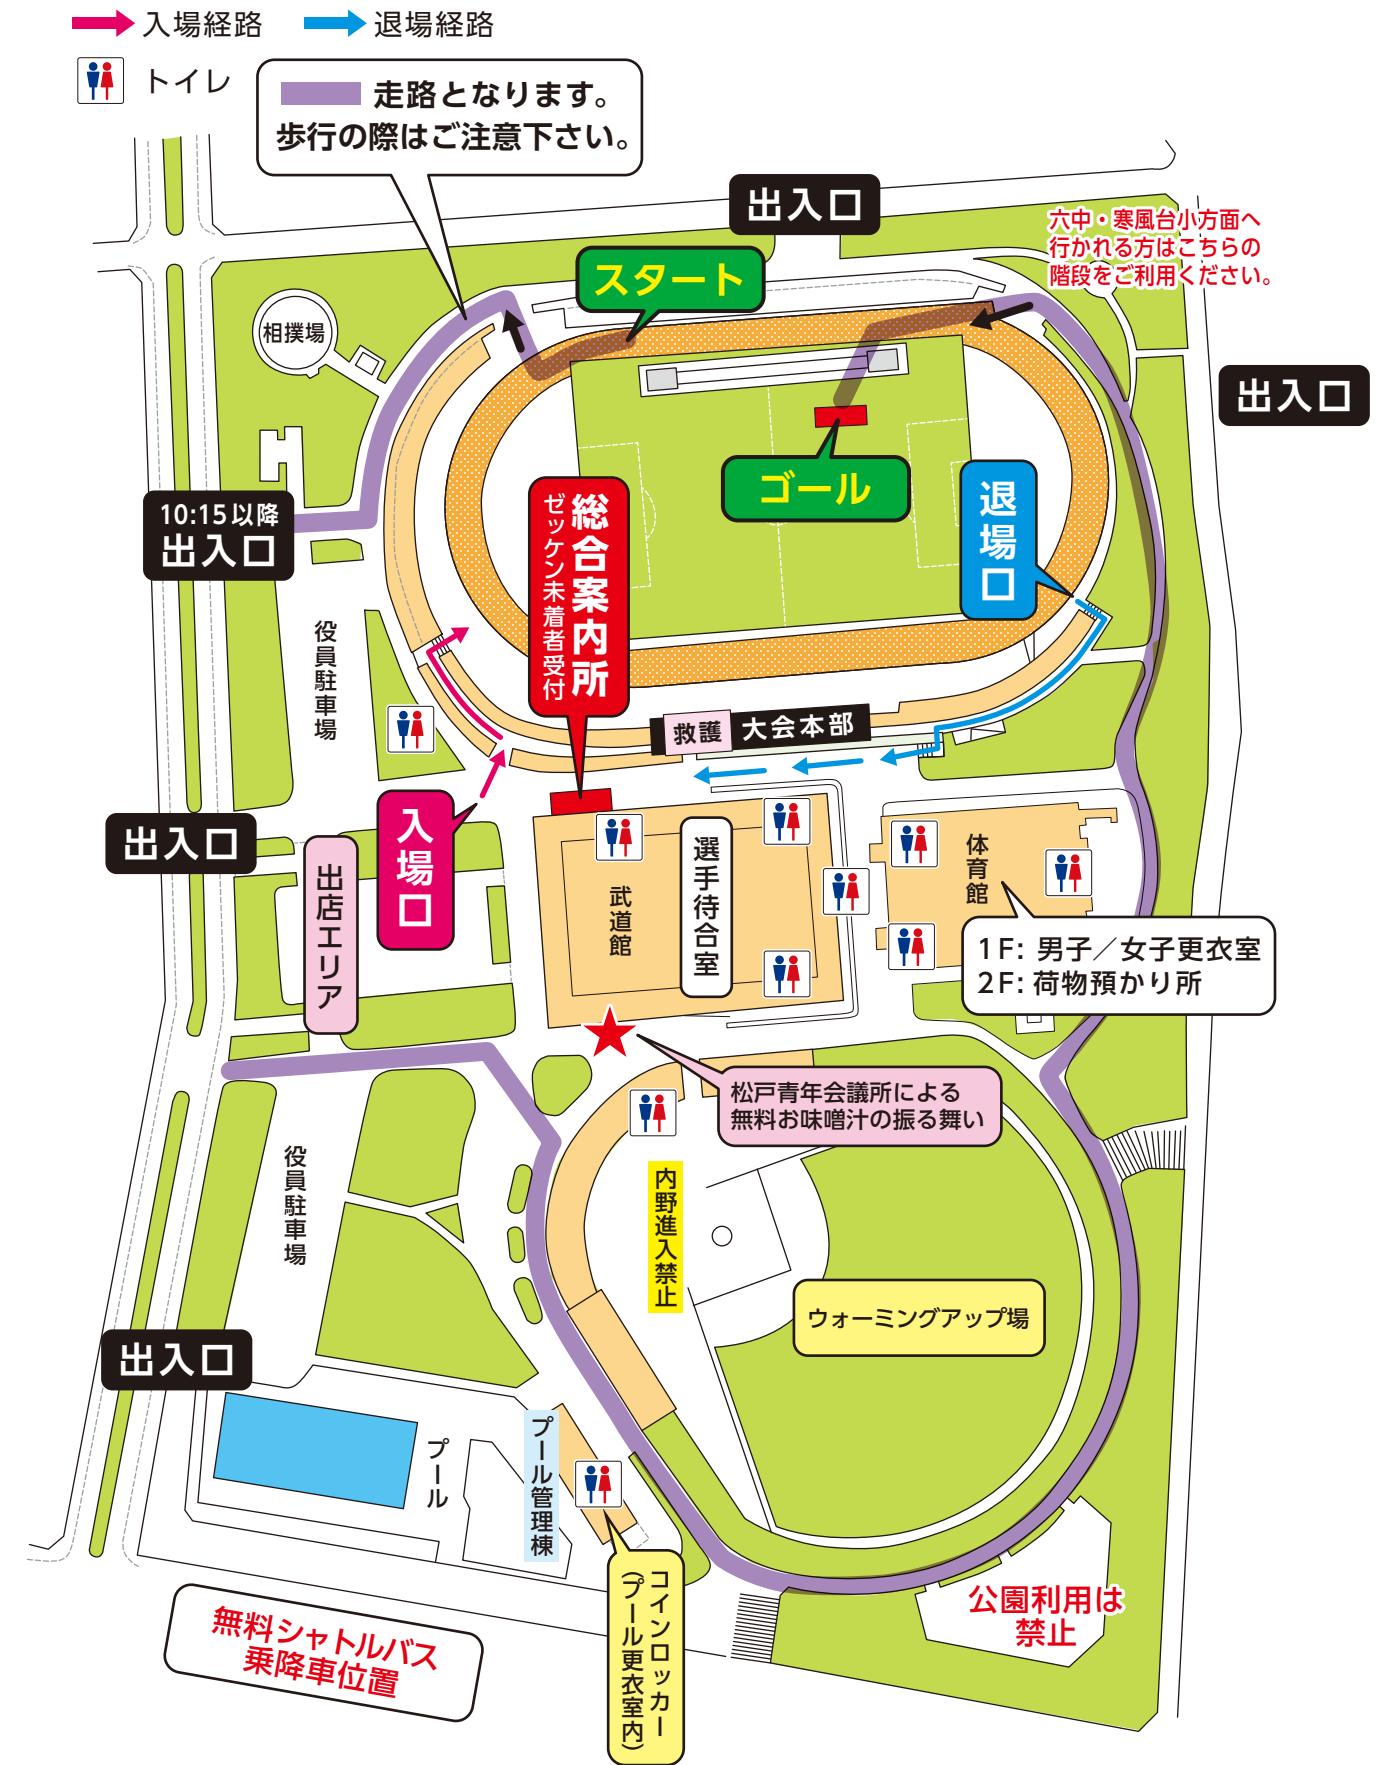 入場経路
退場経路
トイレ
走路となります。
歩行の際はご注意下さい。
出入口
六中・寒風台小方面へ
行かれる方はこちらの
階段をご利用ください。
スタート
相撲場
出入口
ゴール
退場口
総合案内所
ゼッケン未着者受付
10:15以降
出入口
役員駐車場
救護
大会本部
入場口
出入口
出店エリア
武道館
選手待合室
体育館
1F: 男子／女子更衣室
2F: 荷物預かり所
松戸青年会議所による
無料お味噌汁の振る舞い
役員駐車場
内野進入禁止
ウォーミングアップ場
出入口
プール
プール管理棟
コインロッカー
(プール更衣室内)
公園利用は
禁止
無料シャトルバス
乗降車位置